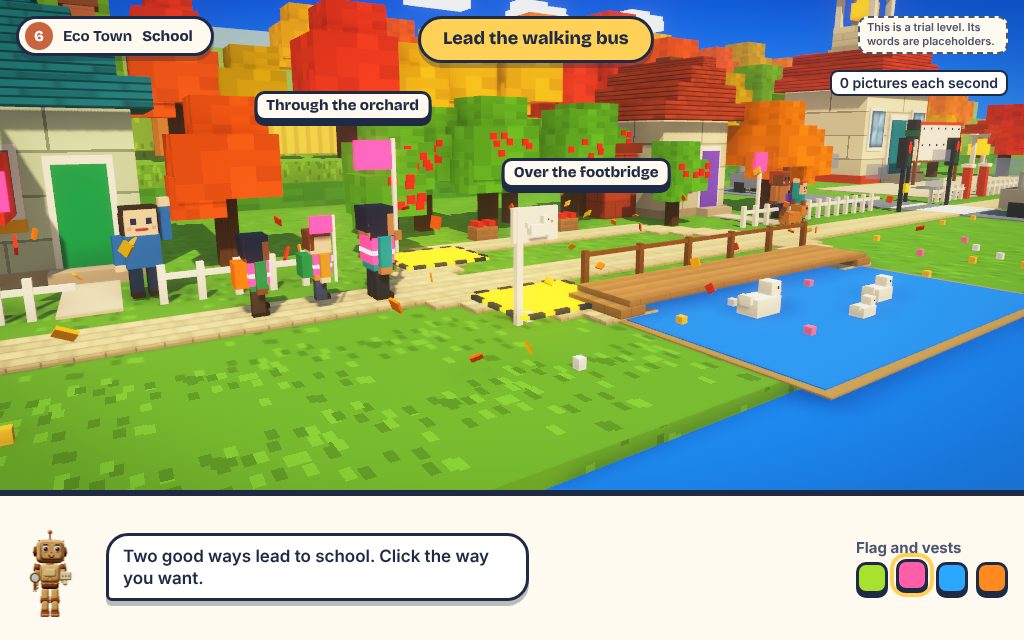 6 Eco Town School
Lead the walking bus
This is a trial level. Its
words are placeholders.
0 pictures each second
Through the orchard
Over the footbridge
Two good ways lead to school. Click the way
you want.
Flag and vests